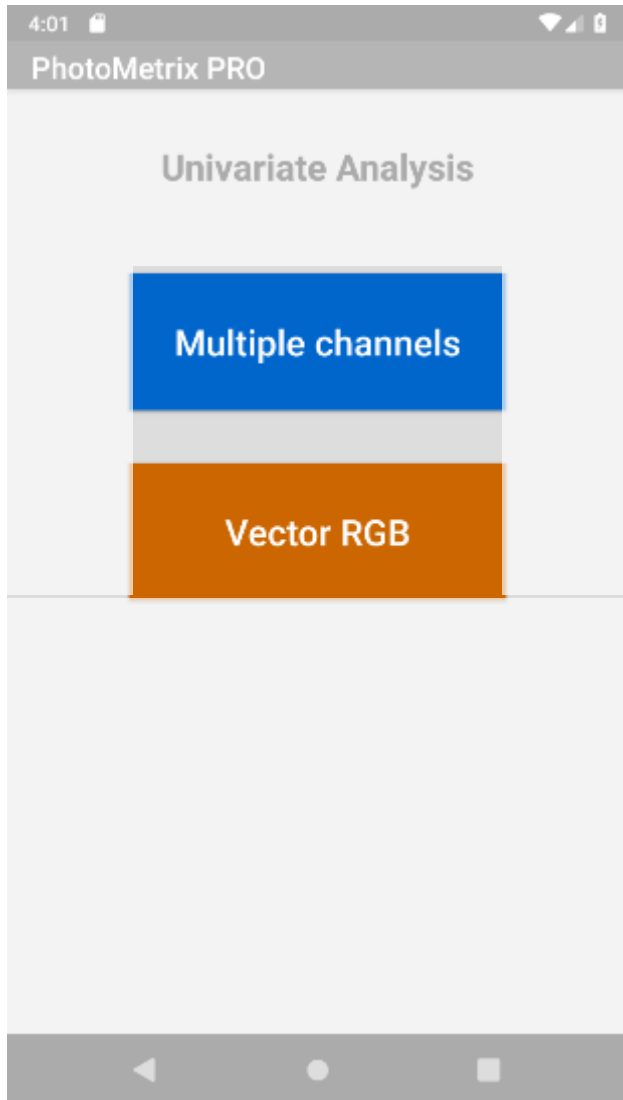 4:01
PhotoMetrix PRO
Univariate Analysis
Multiple channels
Vector RGB